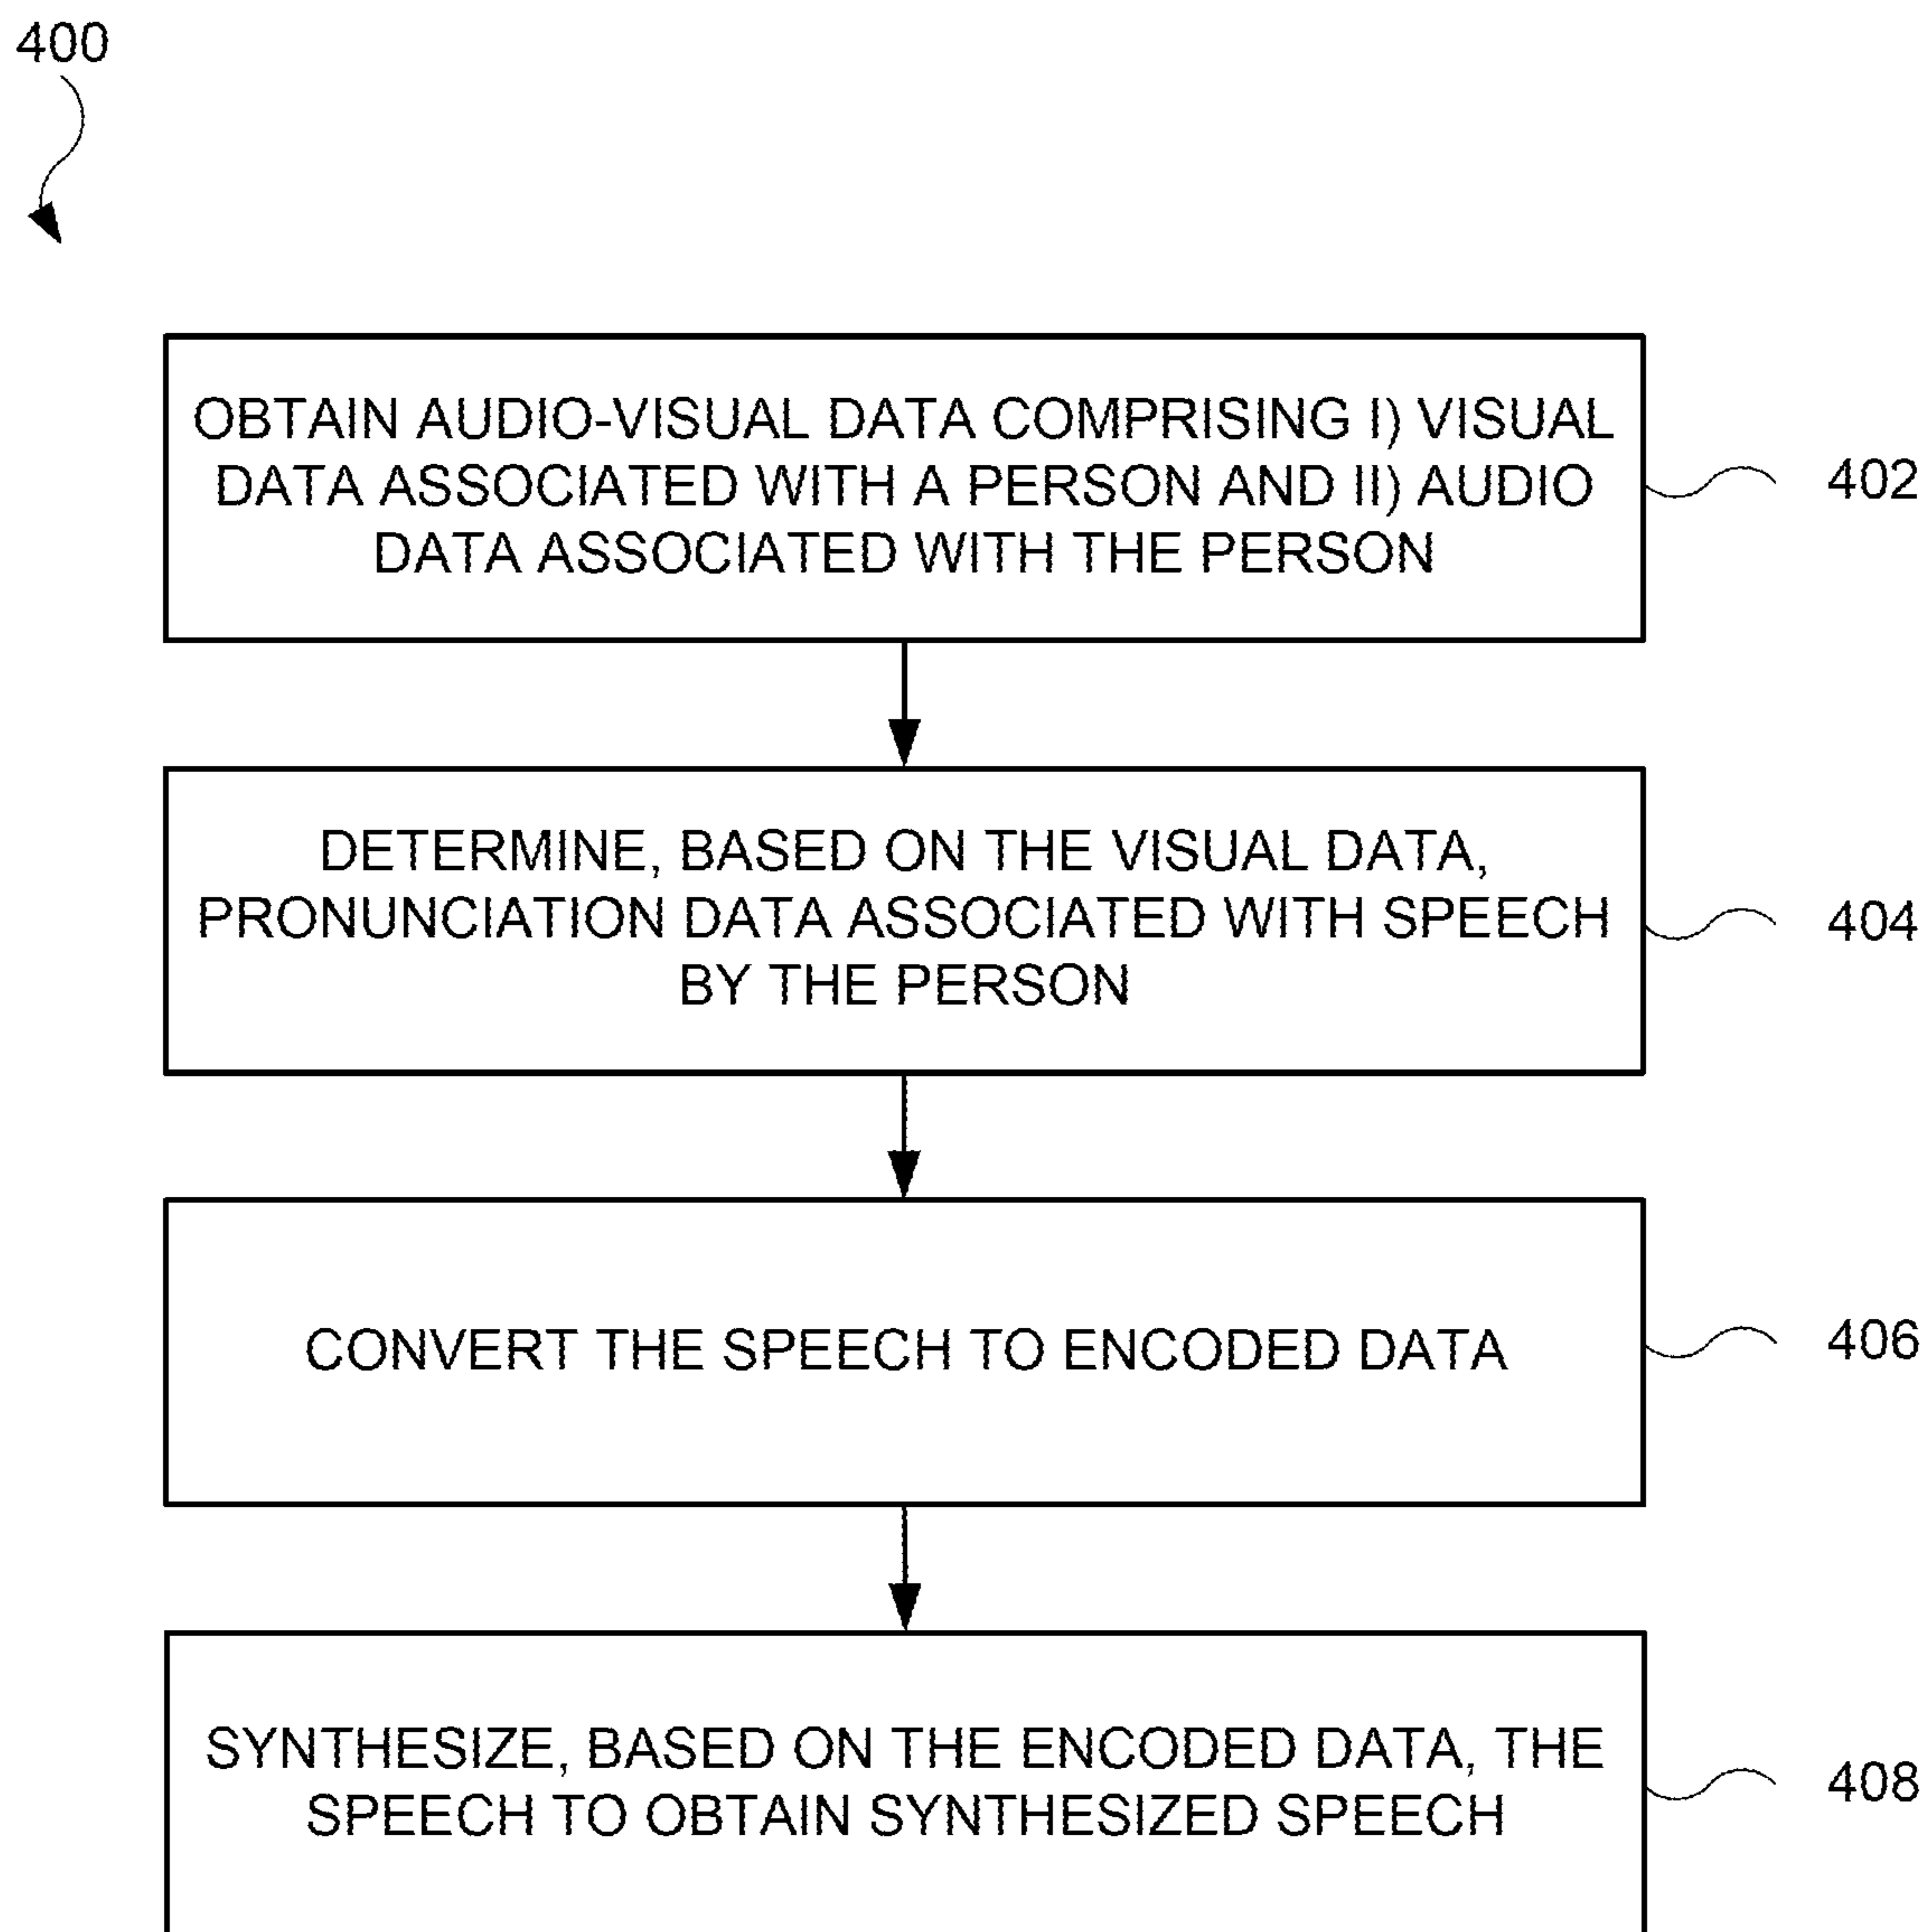 400
OBTAIN AUDIO-VISUAL DATA COMPRISING I) VISUAL
DATA ASSOCIATED WITH A PERSON AND II) AUDIO
DATA ASSOCIATED WITH THE PERSON
402
DETERMINE, BASED ON THE VISUAL DATA,
PRONUNCIATION DATA ASSOCIATED WITH SPEECH
BY THE PERSON
404
CONVERT THE SPEECH TO ENCODED DATA
406
SYNTHESIZE, BASED ON THE ENCODED DATA, THE
SPEECH TO OBTAIN SYNTHESIZED SPEECH
408